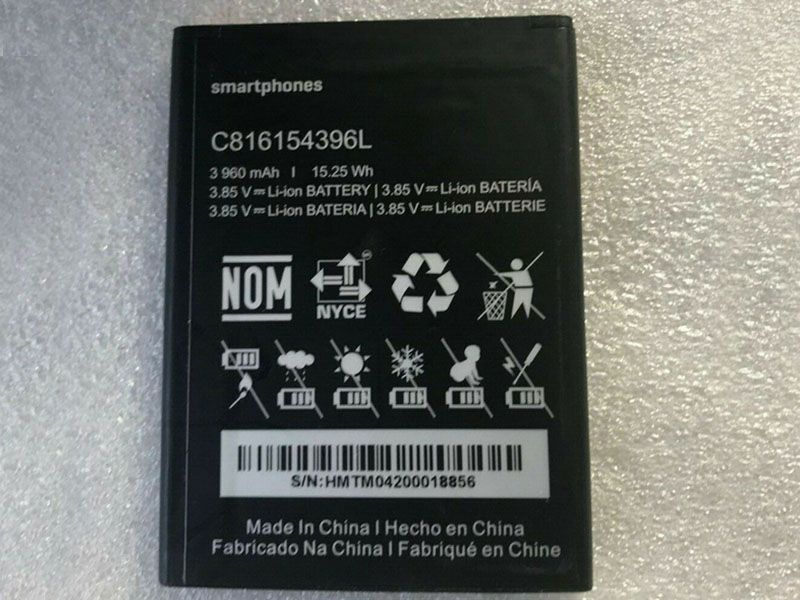 smartphones
C816154396L
3 960 mAh I 15.25 Wh
3.85 V⎓Li-ion BATTERY | 3.85 V⎓Li-ion BATERÍA
3.85 V⎓Li-ion BATERIA | 3.85 V⎓Li-ion BATTERIE
NOM
NYCE
S/N:HMTM04200018856
Made In China I Hecho en China
Fabricado Na China I Fabriqué en Chine